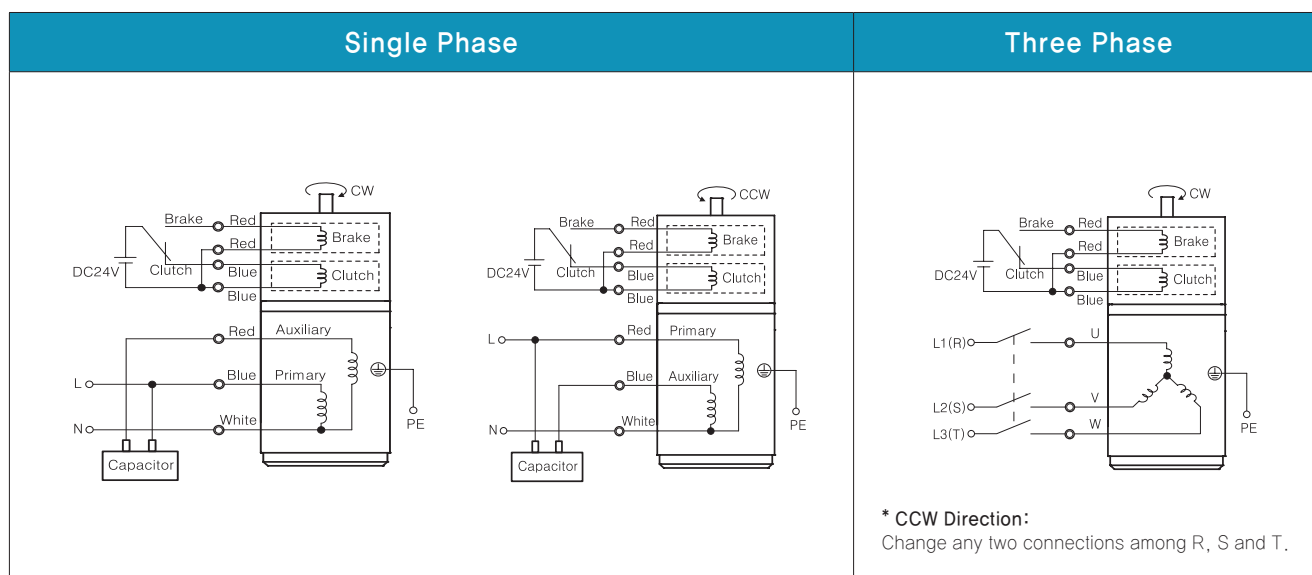 Single Phase
Three Phase
CW
Brake
Red
Brake
Red
DC24V
Clutch
Blue
Clutch
Blue
Red
Auxiliary
L
Blue
Primary
N
White
PE
Capacitor
CCW
Brake
Red
Brake
Red
DC24V
Clutch
Blue
Clutch
Blue
L
Red
Primary
Blue
Auxiliary
N
White
PE
Capacitor
CW
Brake
Red
Brake
Red
DC24V
Clutch
Blue
Clutch
Blue
L1(R)
U
L2(S)
V
L3(T)
W
PE
* CCW Direction:
Change any two connections among R, S and T.